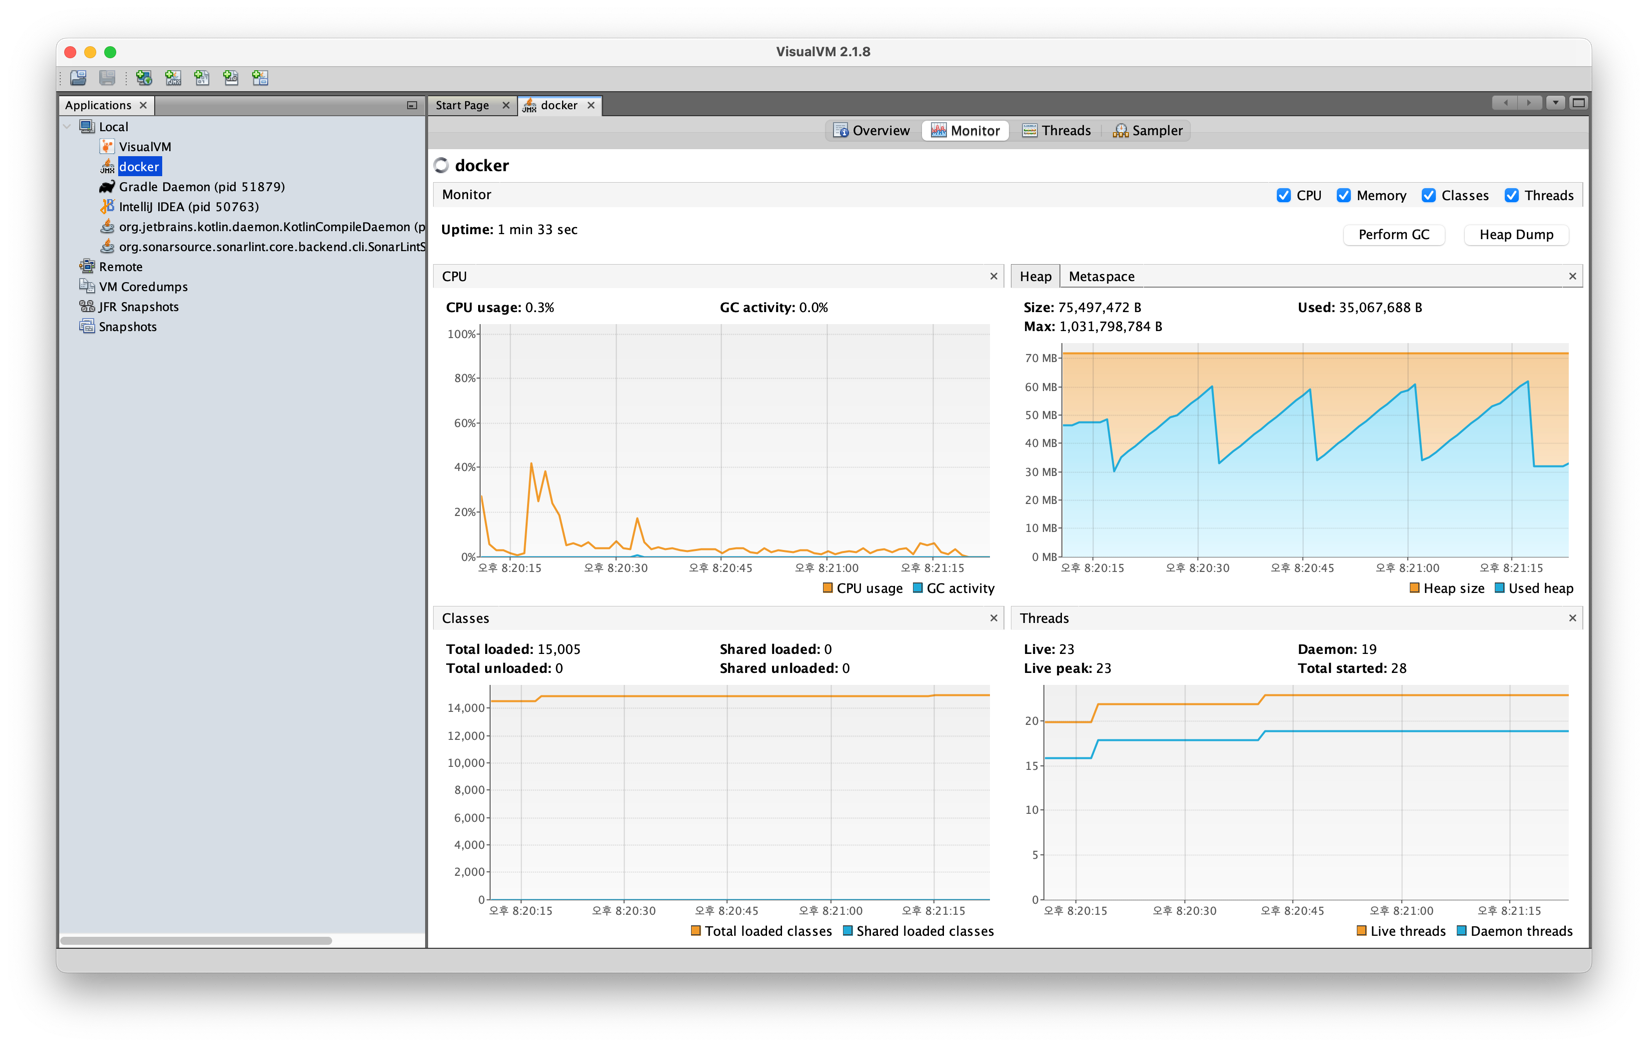 VisualVM 2.1.8
Applications
Start Page
docker
Local
VisualVM
docker
Gradle Daemon (pid 51879)
IntelliJ IDEA (pid 50763)
org.jetbrains.kotlin.daemon.KotlinCompileDaemon (p
org.sonarsource.sonarlint.core.backend.cli.SonarLintS
Remote
VM Coredumps
JFR Snapshots
Snapshots
Overview Monitor Threads Sampler
docker
Monitor
CPU Memory Classes Threads
Uptime: 1 min 33 sec
Perform GC Heap Dump
CPU
CPU usage: 0.3% GC activity: 0.0%
100%
80%
60%
40%
20%
0%
오후 8:20:15 오후 8:20:30 오후 8:20:45 오후 8:21:00 오후 8:21:15
CPU usage GC activity
Heap Metaspace
Size: 75,497,472 B Used: 35,067,688 B
Max: 1,031,798,784 B
70 MB
60 MB
50 MB
40 MB
30 MB
20 MB
10 MB
0 MB
오후 8:20:15 오후 8:20:30 오후 8:20:45 오후 8:21:00 오후 8:21:15
Heap size Used heap
Classes
Total loaded: 15,005 Shared loaded: 0
Total unloaded: 0 Shared unloaded: 0
14,000
12,000
10,000
8,000
6,000
4,000
2,000
0
오후 8:20:15 오후 8:20:30 오후 8:20:45 오후 8:21:00 오후 8:21:15
Total loaded classes Shared loaded classes
Threads
Live: 23 Daemon: 19
Live peak: 23 Total started: 28
20
15
10
5
0
오후 8:20:15 오후 8:20:30 오후 8:20:45 오후 8:21:00 오후 8:21:15
Live threads Daemon threads